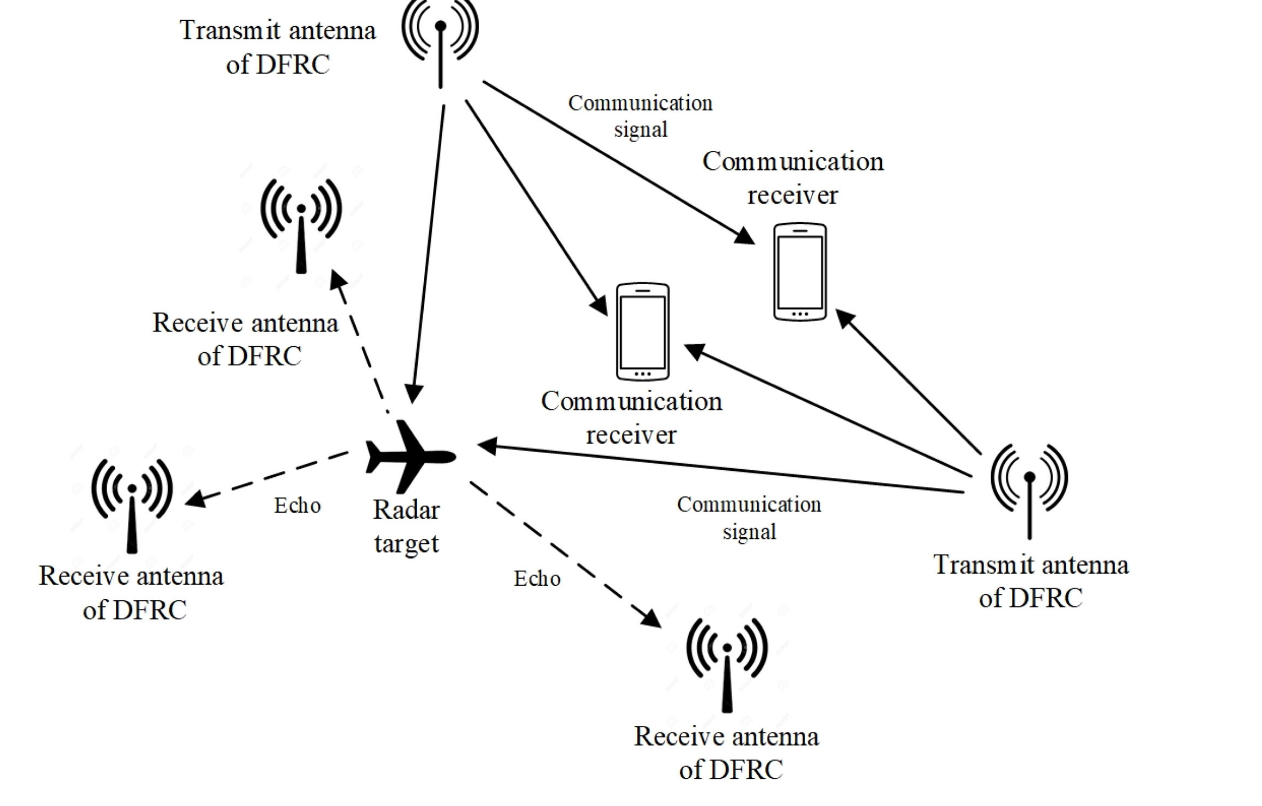 Transmit antenna
of DFRC
Communication
signal
Communication
receiver
Receive antenna
of DFRC
Communication
receiver
Radar
target
Echo
Communication
signal
Echo
Receive antenna
of DFRC
Transmit antenna
of DFRC
Receive antenna
of DFRC